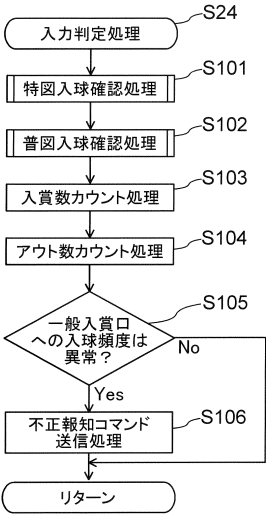 S24
入力判定処理
S101
特図入球確認処理
S102
普図入球確認処理
S103
入賞数カウント処理
S104
アウト数カウント処理
S105
一般入賞口
への入球頻度は
異常？
No
Yes
S106
不正報知コマンド
送信処理
リターン